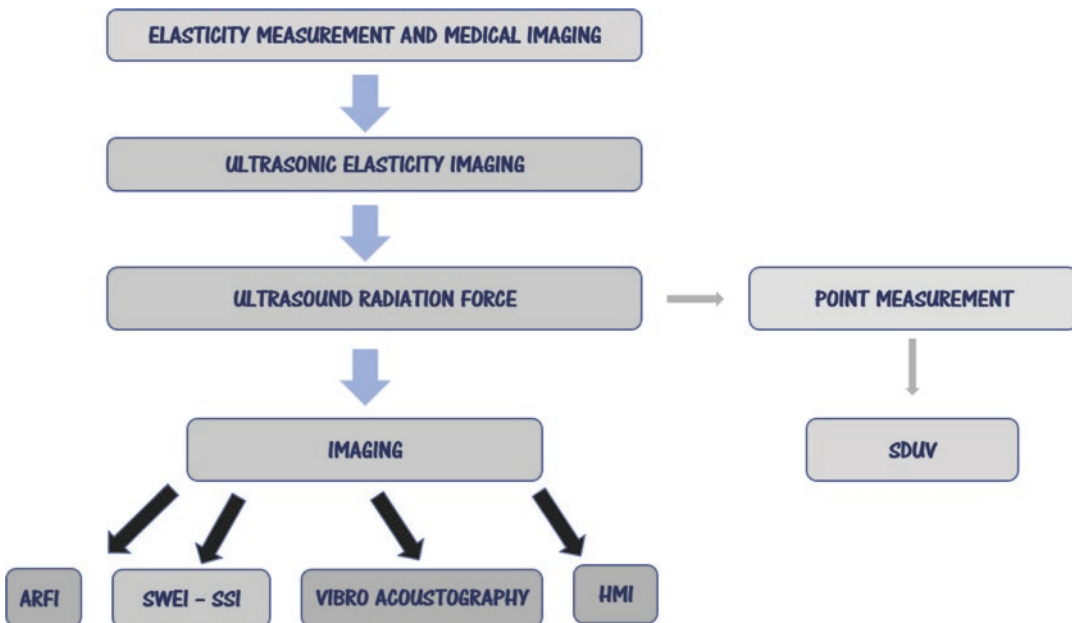 ELASTICITY MEASUREMENT AND MEDICAL IMAGING
ULTRASONIC ELASTICITY IMAGING
ULTRASOUND RADIATION FORCE
POINT MEASUREMENT
IMAGING
SDUV
ARFI
SWEI - SSI
VIBRO ACOUSTOGRAPHY
HMI